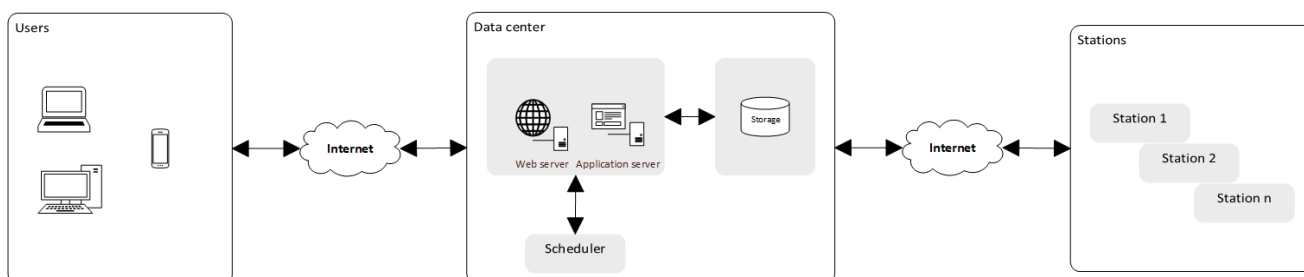 Users
Internet
Data center
Web server
Application server
Storage
Scheduler
Internet
Stations
Station 1
Station 2
Station n